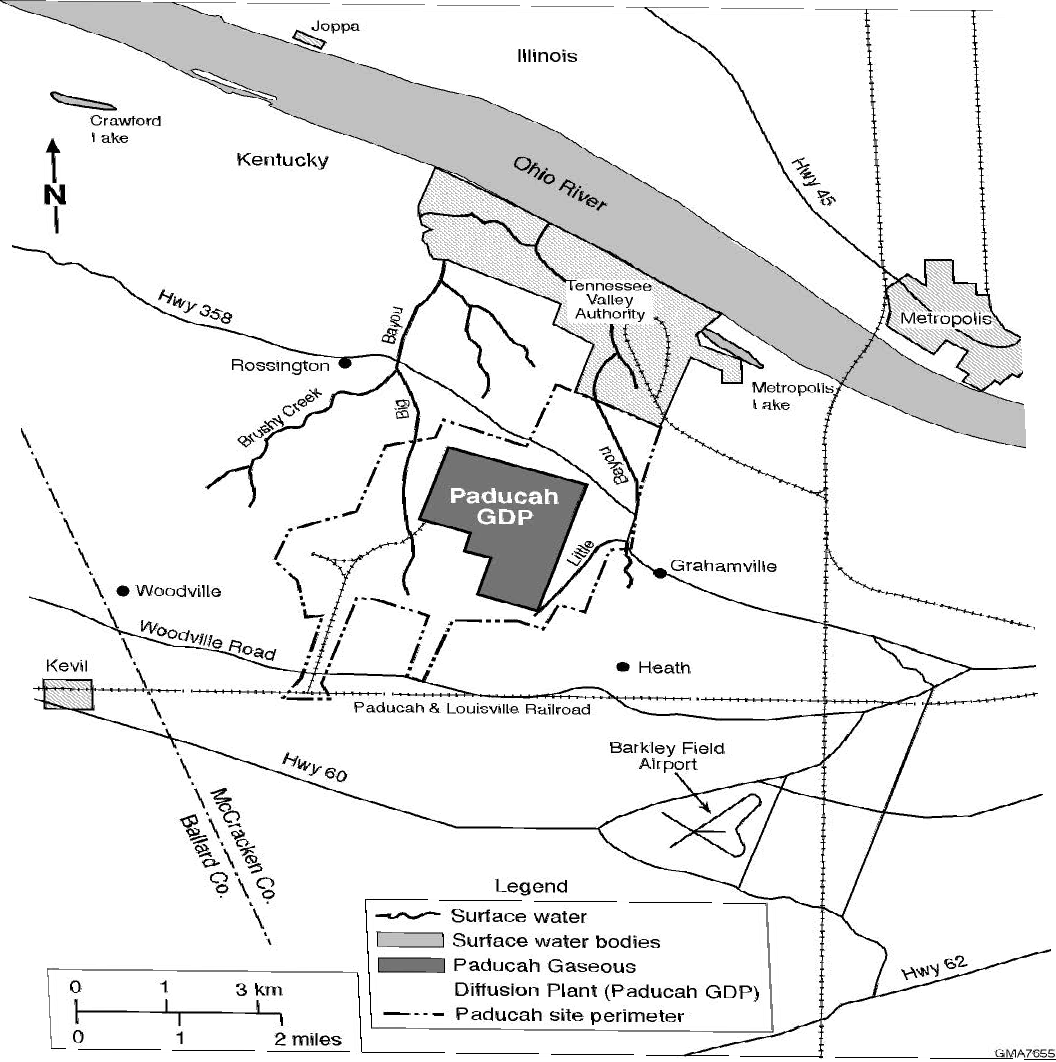 Joppa
Illinois
Crawford
Lake
Kentucky
Ohio River
Hwy 45
N
Hwy 358
Tennessee
Valley
Authority
Metropolis
Bayou
Rossington
Metropolis
Lake
Brushy Creek
Big
Bayou
Paducah
GDP
Little
Grahamville
Woodville
Woodville Road
Kevil
Heath
Paducah & Louisville Railroad
Barkley Field
Airport
Hwy 60
McCracken Co.
Ballard Co.
Legend
Surface water
Surface water bodies
Paducah Gaseous
Diffusion Plant (Paducah GDP)
Paducah site perimeter
Hwy 62
0 1 3 km
0 1 2 miles
GMA7655